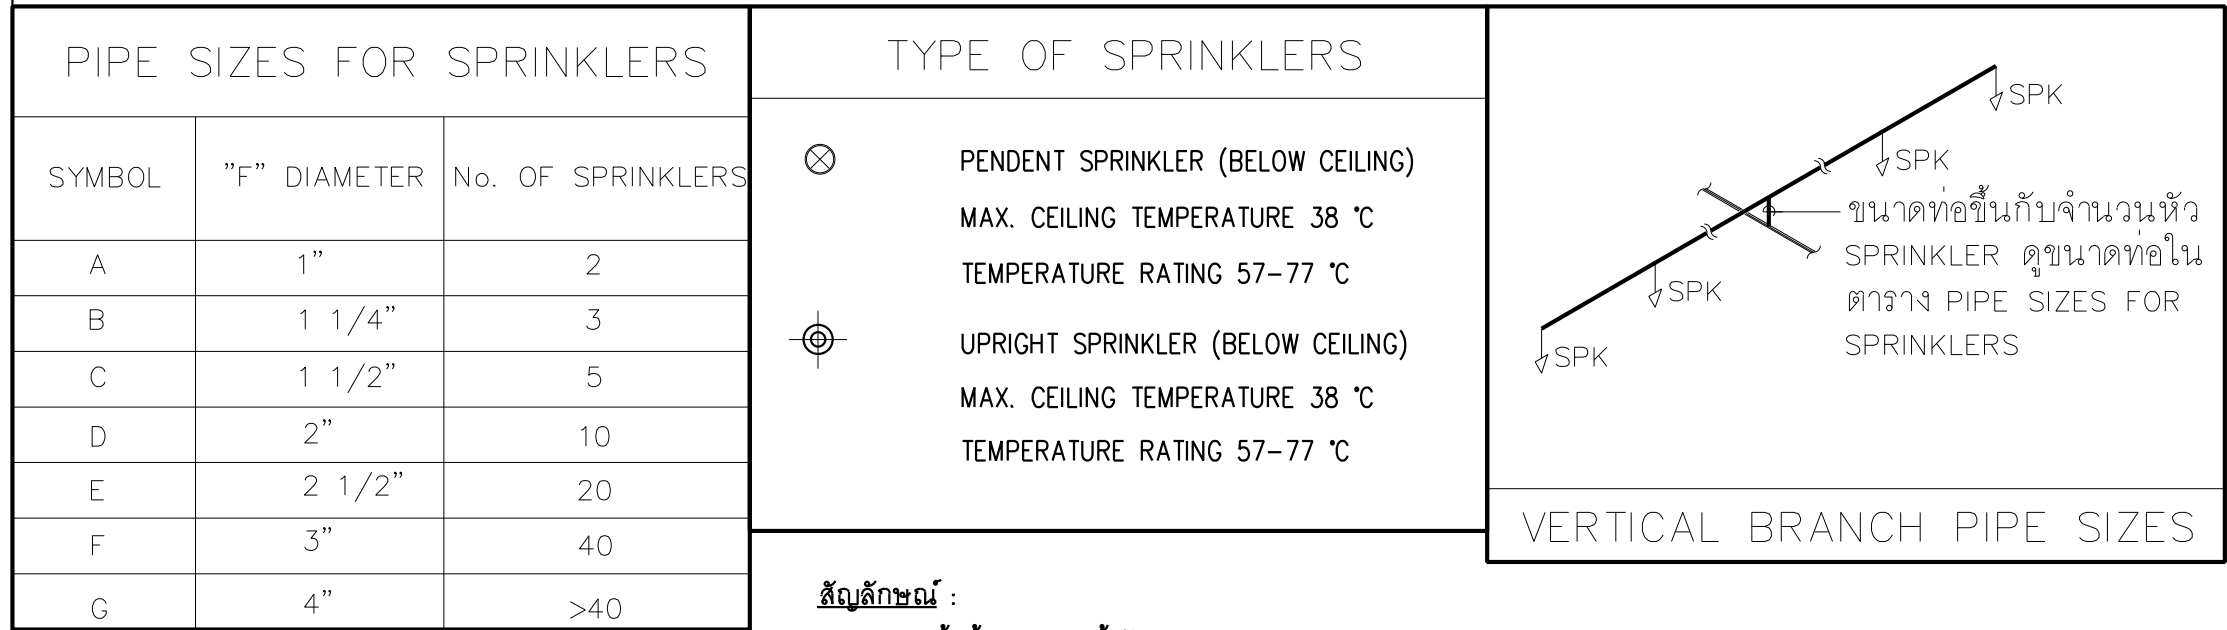 PIPE SIZES FOR SPRINKLERS
SYMBOL "F" DIAMETER No. OF SPRINKLERS
A 1" 2
B 1 1/4" 3
C 1 1/2" 5
D 2" 10
E 2 1/2" 20
F 3" 40
G 4" >40
TYPE OF SPRINKLERS
PENDENT SPRINKLER (BELOW CEILING)
MAX. CEILING TEMPERATURE 38 °C
TEMPERATURE RATING 57-77 °C
UPRIGHT SPRINKLER (BELOW CEILING)
MAX. CEILING TEMPERATURE 38 °C
TEMPERATURE RATING 57-77 °C
SPK
SPK
SPK
SPK
ขนาดท่อขึ้นกับจำนวนหัว
SPRINKLER ดูขนาดท่อใน
ตาราง PIPE SIZES FOR
SPRINKLERS
VERTICAL BRANCH PIPE SIZES
สัญลักษณ์ :